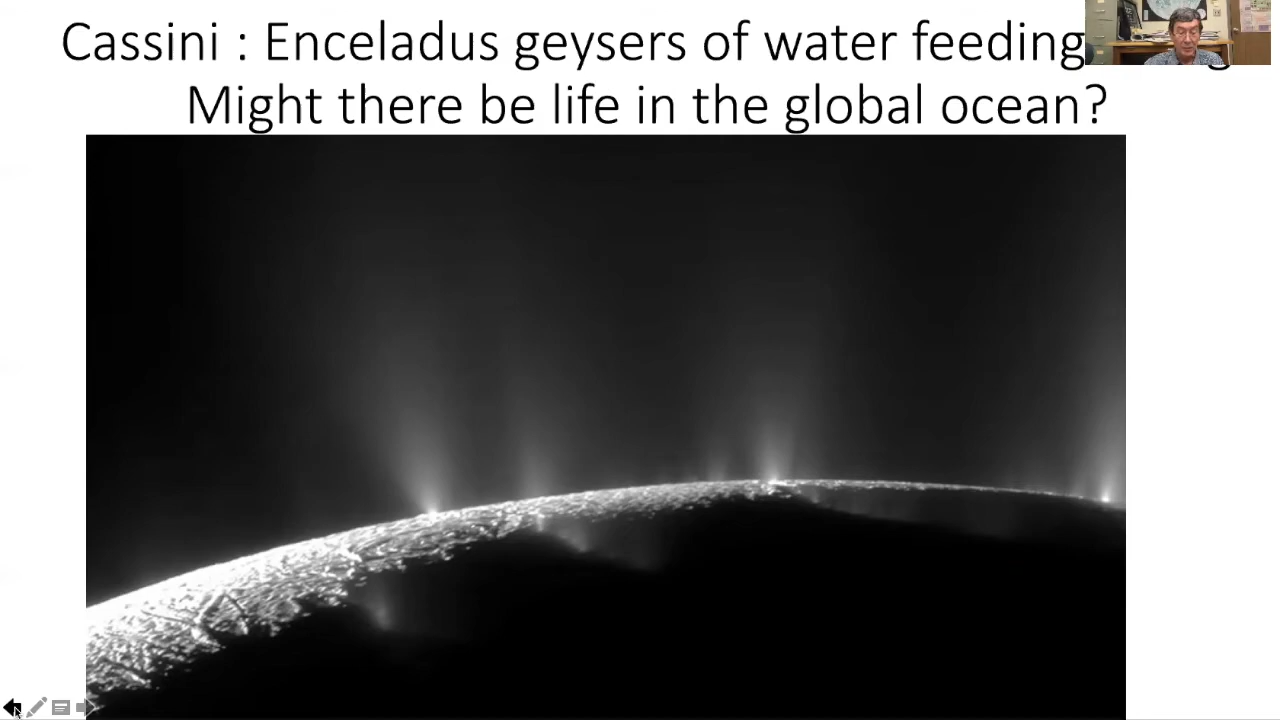 Cassini : Enceladus geysers of water feeding
Might there be life in the global ocean?